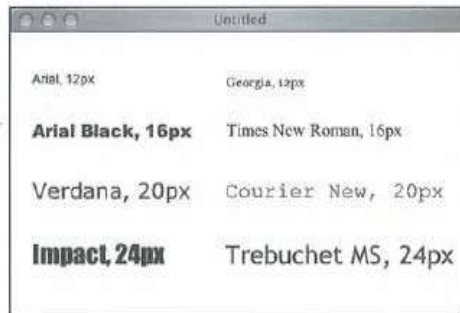 Untitled
Arial, 12px
Georgia, 12px
Arial Black, 16px
Times New Roman, 16px
Verdana, 20px
Courier New, 20px
Impact, 24px
Trebuchet MS, 24px